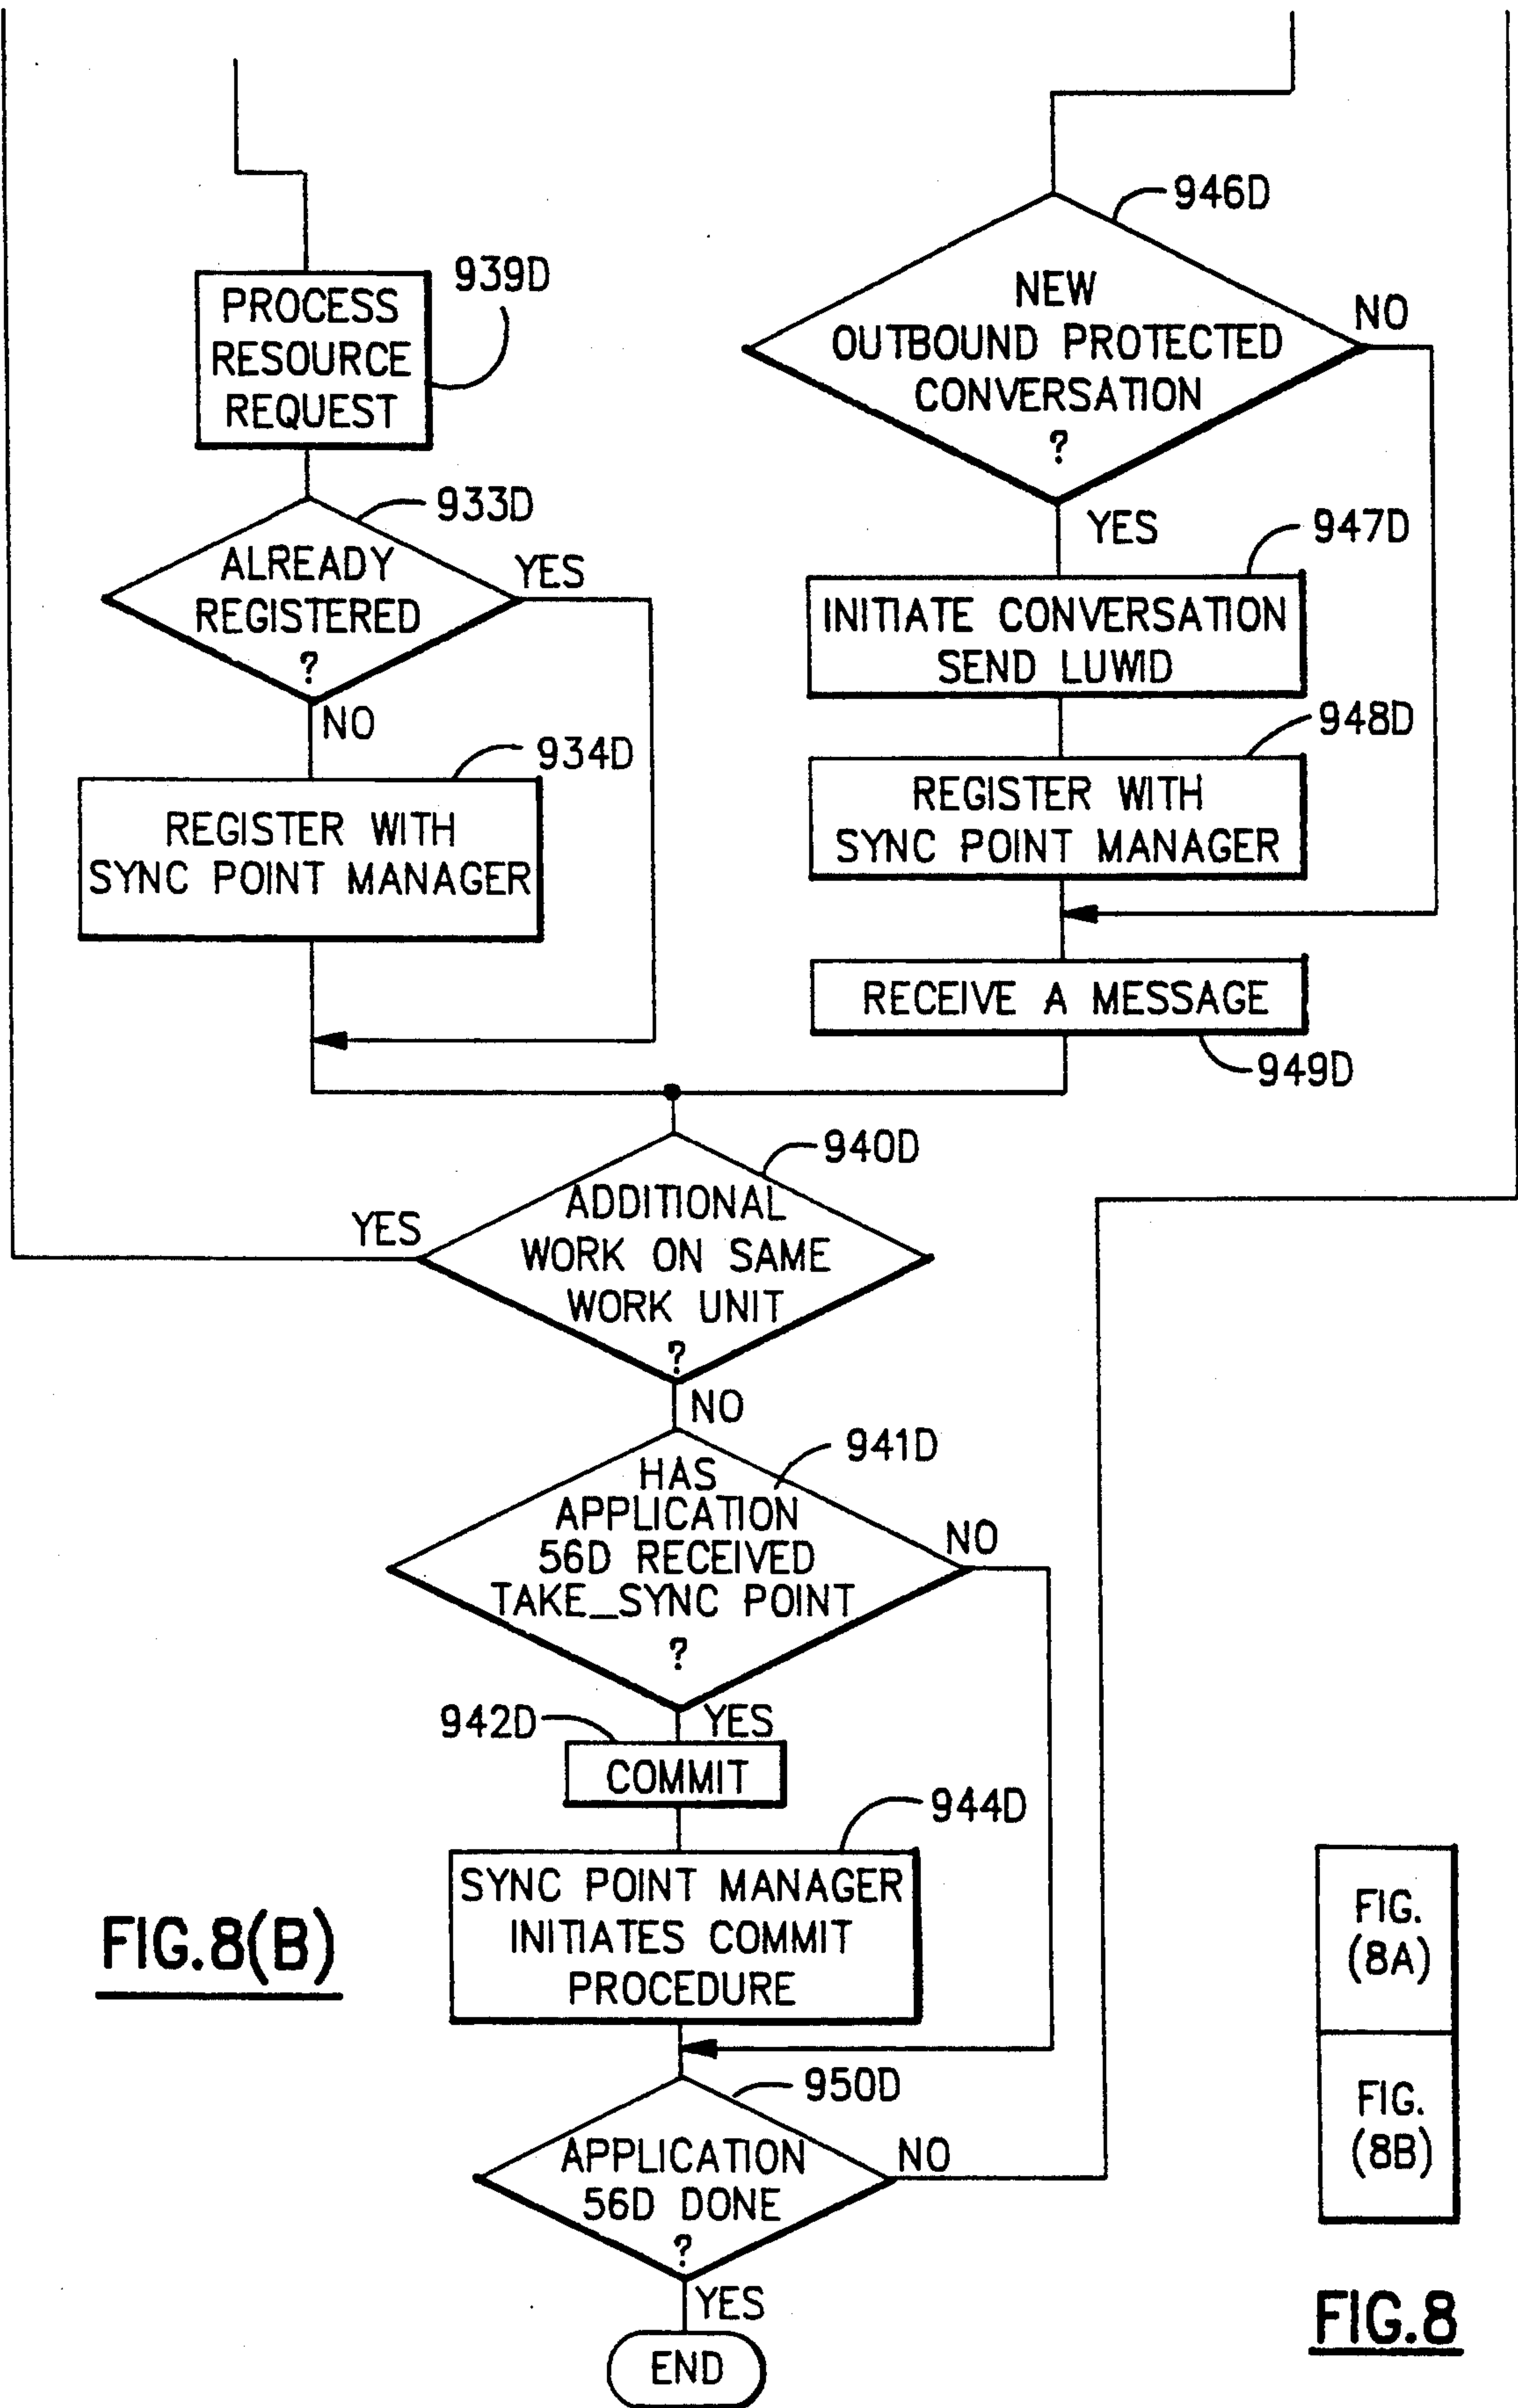 939D
PROCESS
RESOURCE
REQUEST
933D
ALREADY
REGISTERED
?
YES
NO
934D
REGISTER WITH
SYNC POINT MANAGER
946D
NEW
OUTBOUND PROTECTED
CONVERSATION
?
NO
YES
947D
INITIATE CONVERSATION
SEND LUWID
948D
REGISTER WITH
SYNC POINT MANAGER
RECEIVE A MESSAGE
949D
940D
ADDITIONAL
WORK ON SAME
WORK UNIT
?
YES
NO
941D
HAS
APPLICATION
56D RECEIVED
TAKE_SYNC POINT
?
NO
YES
942D
COMMIT
944D
SYNC POINT MANAGER
INITIATES COMMIT
PROCEDURE
950D
APPLICATION
56D DONE
?
NO
YES
END
FIG.8(B)
FIG.
(8A)
FIG.
(8B)
FIG.8